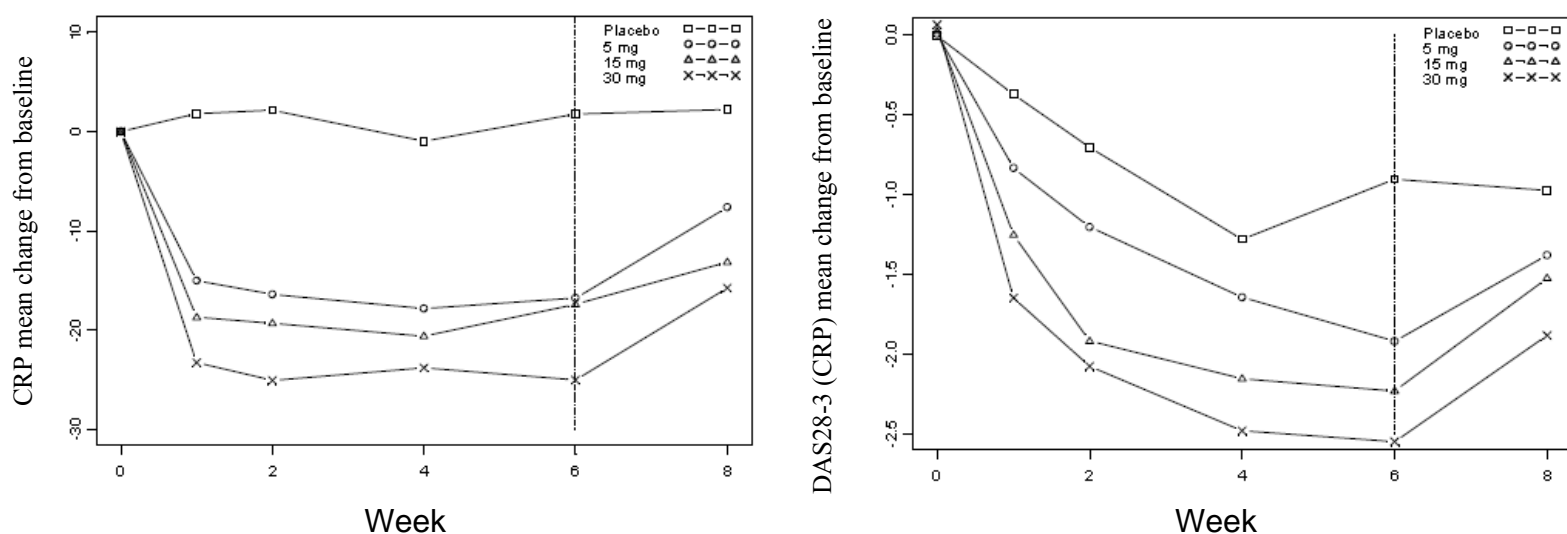 CRP mean change from baseline
10
0
-10
-20
-30
Placebo
5 mg
15 mg
30 mg
0 2 4 6 8
Week
DAS28-3 (CRP) mean change from baseline
0.0
-0.5
-1.0
-1.5
-2.0
-2.5
Placebo
5 mg
15 mg
30 mg
0 2 4 6 8
Week